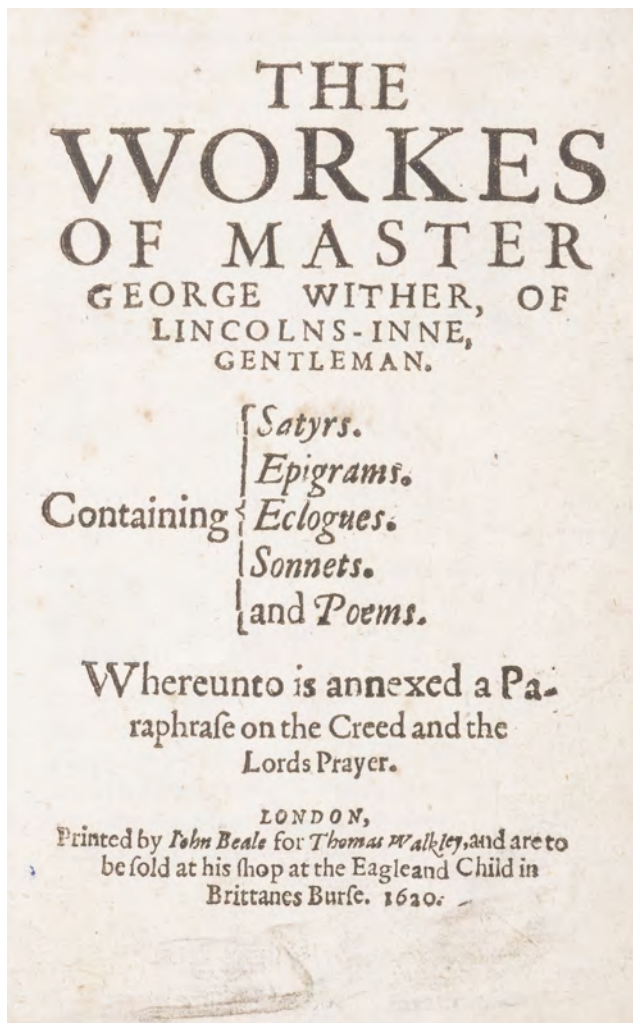 THE
VVORKES
OF MASTER
GEORGE WITHER, OF
LINCOLNS-INNE,
GENTLEMAN.
Satyrs.
Epigrams.
Containing Eclogues.
Sonnets.
and Poems.
VVhereunto is annexed a Pa-
raphraſe on the Creed and the
Lords Prayer.
LONDON,
Printed by Iohn Beale for Thomas Walkley, and are to
be ſold at his ſhop at the Eagle and Child in
Brittanes Burſe. 1620.